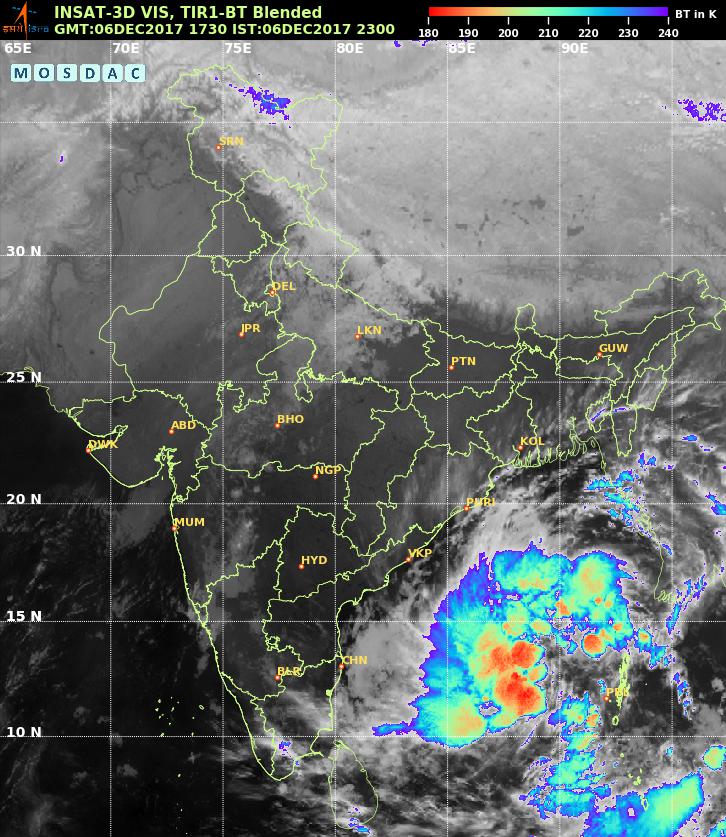 INSAT-3D VIS, TIR1-BT Blended
GMT:06DEC2017 1730 IST:06DEC2017 2300
BT in K
180 190 200 210 220 230 240
65E 70E 75E 80E 85E 90E
M O S D A C
SRN
30 N
DEL
JPR
LKN
GUW
PTN
25 N
BHO
ABD
DWK
KOL
NGP
20 N
PURI
MUM
VKP
HYD
15 N
CHN
BLR
PBL
10 N